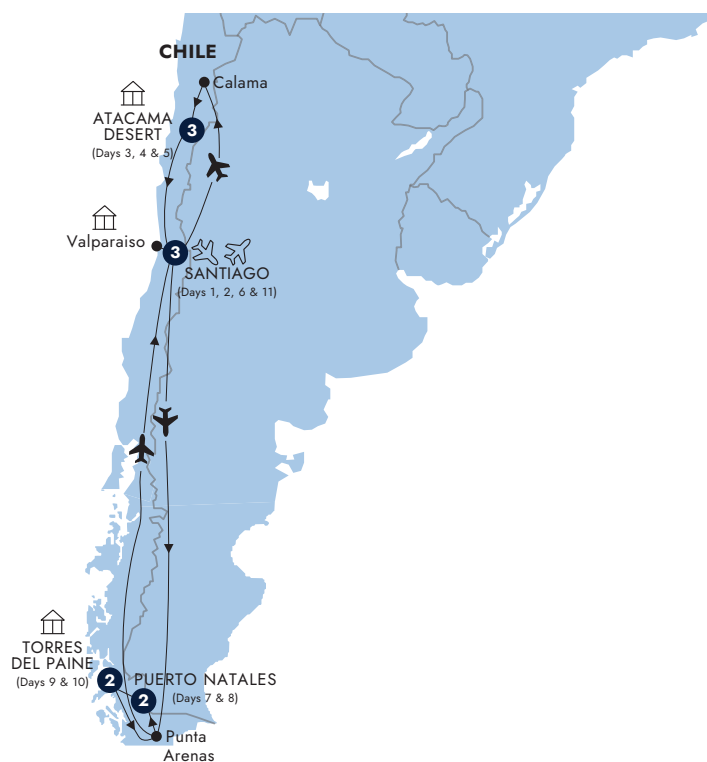 CHILE
Calama
ATACAMA
DESERT
3
(Days 3, 4 & 5)
Valparaiso
3
SANTIAGO
(Days 1, 2, 6 & 11)
TORRES
DEL PAINE
(Days 9 & 10)
2
PUERTO NATALES
(Days 7 & 8)
2
Punta
Arenas